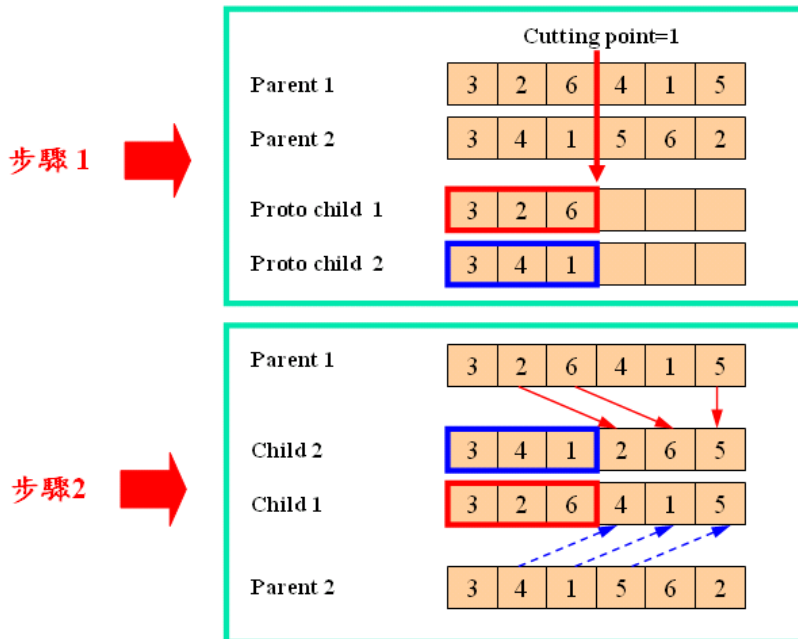 Cutting point=1
Parent 1 3 2 6 4 1 5
Parent 2 3 4 1 5 6 2
步驟 1
Proto child 1 3 2 6
Proto child 2 3 4 1
Parent 1 3 2 6 4 1 5
Child 2 3 4 1 2 6 5
步驟2
Child 1 3 2 6 4 1 5
Parent 2 3 4 1 5 6 2